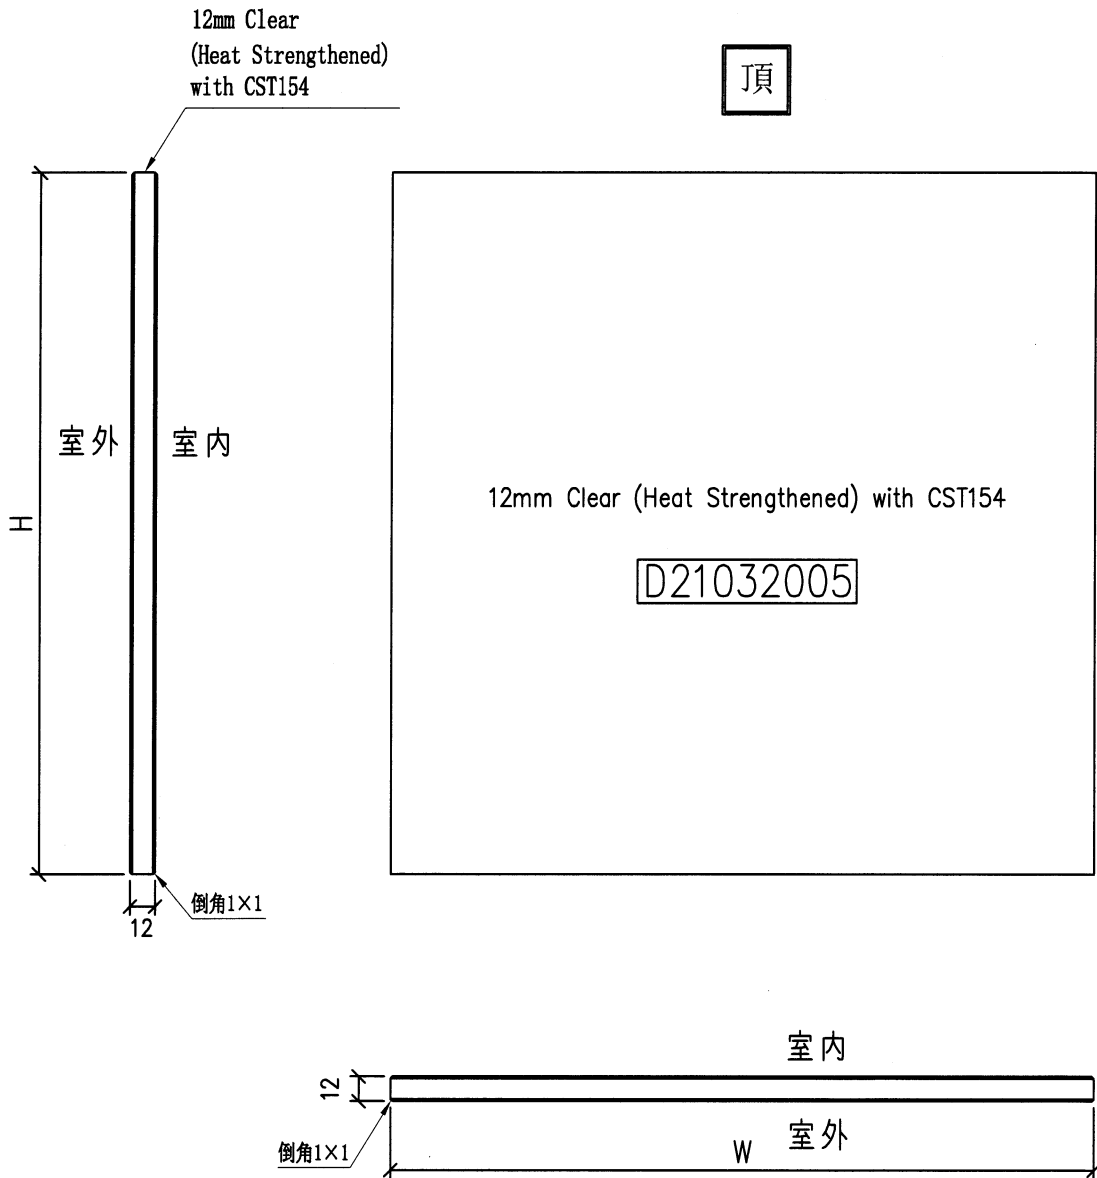 12mm Clear
(Heat Strengthened)
with CST154
頂
室外
室内
H
12mm Clear (Heat Strengthened) with CST154
D21032005
倒角1×1
12
室内
12
倒角1×1
室外
W